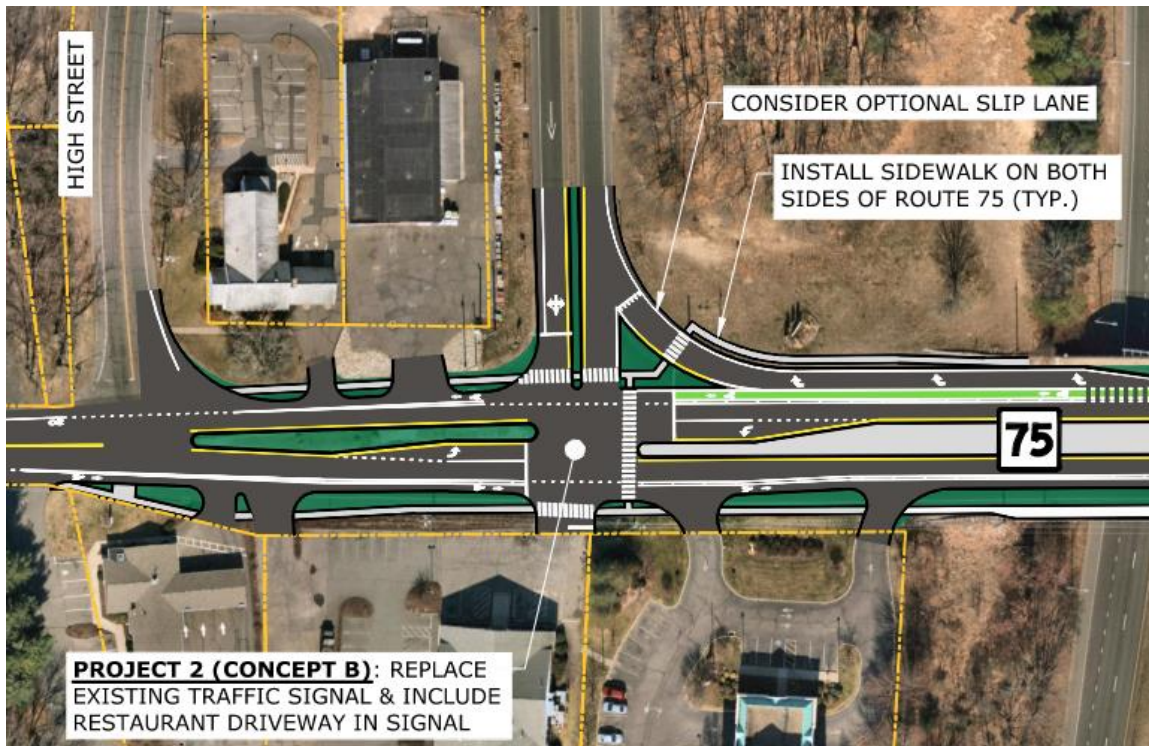 HIGH STREET
CONSIDER OPTIONAL SLIP LANE
INSTALL SIDEWALK ON BOTH
SIDES OF ROUTE 75 (TYP.)
75
PROJECT 2 (CONCEPT B): REPLACE
EXISTING TRAFFIC SIGNAL & INCLUDE
RESTAURANT DRIVEWAY IN SIGNAL